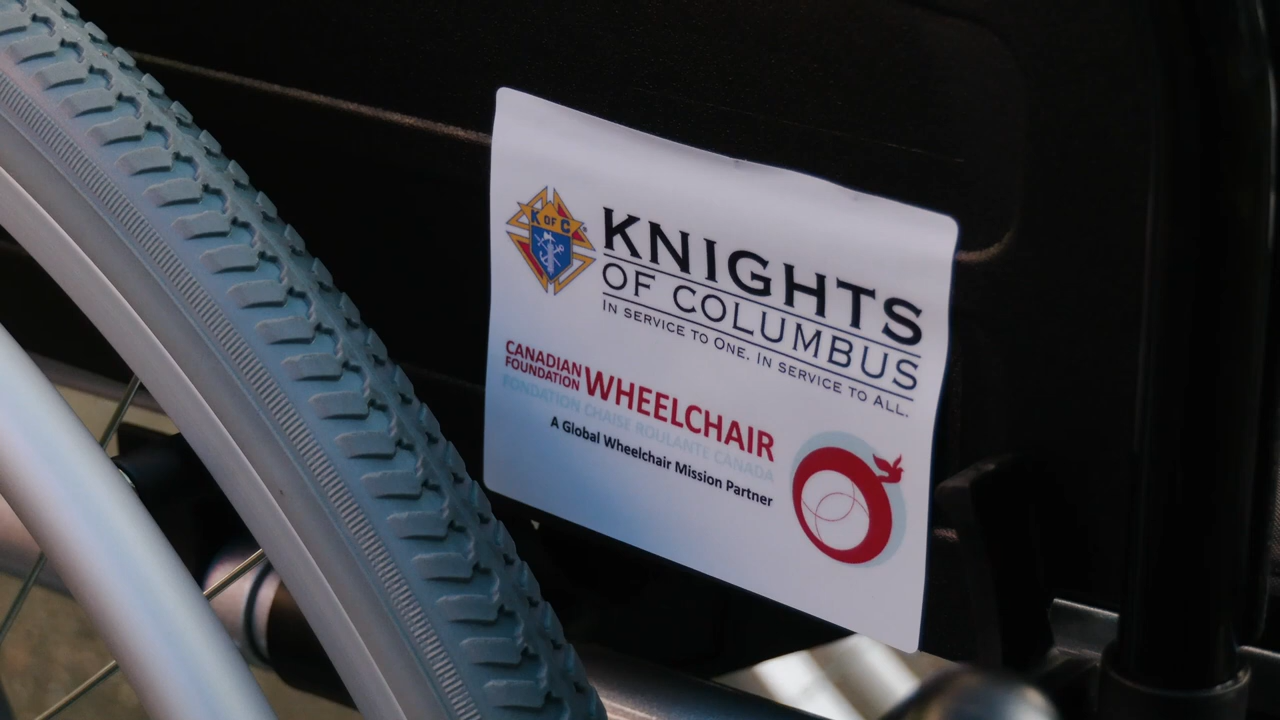 K OF C
KNIGHTS
OF COLUMBUS
IN SERVICE TO ONE. IN SERVICE TO ALL.
CANADIAN
FOUNDATION
WHEELCHAIR
FONDATION CHAISE ROULANTE CANADA
A Global Wheelchair Mission Partner